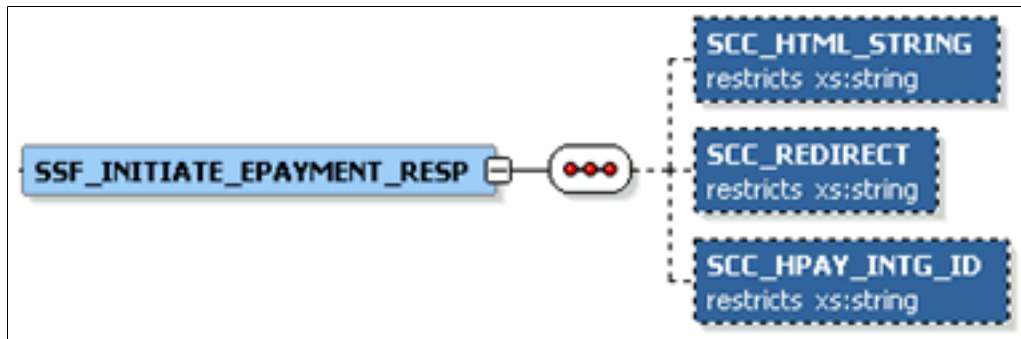 SCC_HTML_STRING
restricts xs:string
SSF_INITIATE_EPAYMENT_RESP
SCC_REDIRECT
restricts xs:string
SCC_HPAY_INTG_ID
restricts xs:string